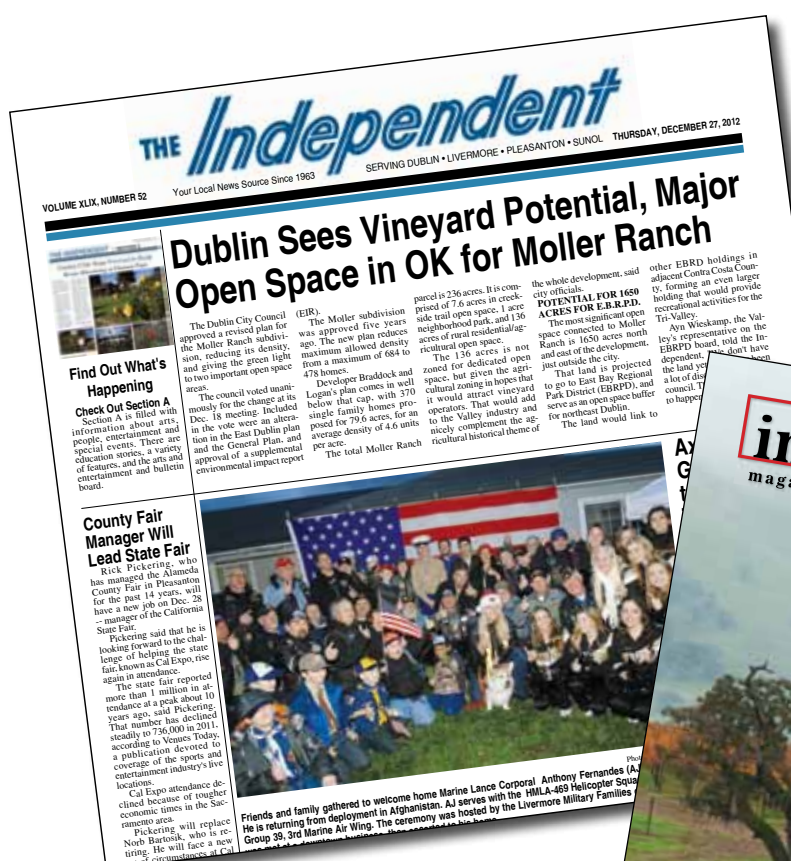 THE Independent
VOLUME XLIX, NUMBER 52
Your Local News Source Since 1963
SERVING DUBLIN • LIVERMORE • PLEASANTON • SUNOL
THURSDAY, DECEMBER 27, 2012
Find Out What's
Happening
Check Out Section A
Section A is filled with
information about arts,
people, entertainment and
special events. There are
education stories, a variety
of features, and the arts and
entertainment and bulletin
board.
Dublin Sees Vineyard Potential, Major
Open Space in OK for Moller Ranch
The Dublin City Council
approved a revised plan for
the Moller Ranch subdivi-
sion, reducing its density,
and giving the green light
to two important open space
areas.
The council voted unani-
mously for the change at its
Dec. 18 meeting. Included
in the vote were an altera-
tion in the East Dublin plan
and the General Plan, and
approval of a supplemental
environmental impact report
(EIR).
The Moller subdivision
was approved five years
ago. The new plan reduces
maximum allowed density
from a maximum of 684 to
478 homes.
Developer Braddock and
Logan's plan comes in well
below that cap, with 370
single family homes pro-
posed for 79.6 acres, for an
average density of 4.6 units
per acre.
The total Moller Ranch
parcel is 236 acres. It is com-
prised of 7.6 acres in creek-
side trail open space, 1 acre
neighborhood park, and 136
acres of rural residential/ag-
ricultural open space.
The 136 acres is not
zoned for dedicated open
space, but given the agri-
cultural zoning in hopes that
it would attract vineyard
operators. That would add
to the Valley industry and
nicely complement the ag-
ricultural historical theme of
the whole development, said
city officials.
POTENTIAL FOR 1650
ACRES FOR E.B.R.P.D.
The most significant open
space connected to Moller
Ranch is 1650 acres north
and east of the development,
just outside the city.
That land is projected
to go to East Bay Regional
Park District (EBRPD), and
serve as an open space buffer
for northeast Dublin.
The land would link to
other EBRD holdings in
adjacent Contra Costa Coun-
ty, forming an even larger
holding that would provide
recreational activities for the
Tri-Valley.
Ayn Wieskamp, the Val-
ley's representative on the
EBRPD board, told the In-
dependent, don't have
the land been
a lot of
council.
to
County Fair
Manager Will
Lead State Fair
Rick Pickering, who
has managed the Alameda
County Fair in Pleasanton
for the past 14 years, will
have a new job on Dec. 28
-- manager of the California
State Fair.
Pickering said that he is
looking forward to the chal-
lenge of helping the state
fair, known as Cal Expo, rise
again in attendance.
The state fair reported
more than 1 million in at-
tendance at a peak about 10
years ago, said Pickering.
That number has declined
steadily to 736,000 in 2011,
according to Venues Today,
a publication devoted to
coverage of the sports and
entertainment industry's live
locations.
Cal Expo attendance de-
clined because of tougher
economic times in the Sac-
ramento area.
Pickering will replace
Norb Bartosik, who is re-
tiring. He will face a new
of circumstances at Cal
Friends and family gathered to welcome home Marine Lance Corporal Anthony Fernandes (AJ
He is returning from deployment in Afghanistan. AJ serves with the HMLA-469 Helicopter
Group 39, 3rd Marine Air Wing. The ceremony was hosted by the Livermore Military Families